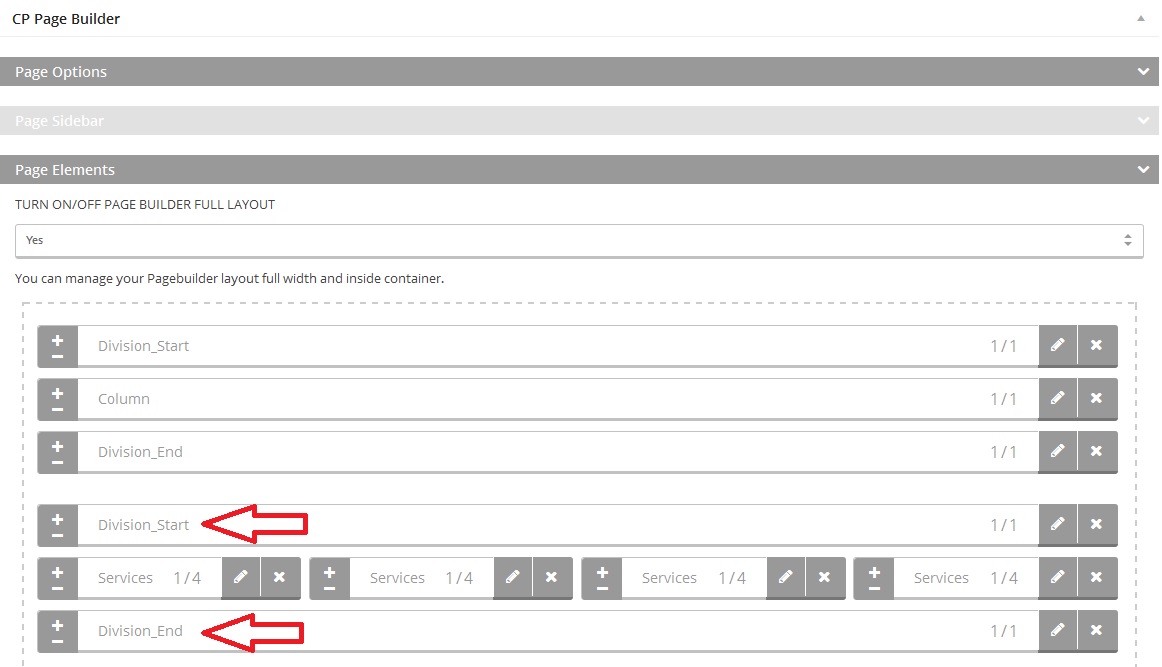 CP Page Builder
Page Options
Page Sidebar
Page Elements
TURN ON/OFF PAGE BUILDER FULL LAYOUT
Yes
You can manage your Pagebuilder layout full width and inside container.
Division_Start 1 / 1
Column 1 / 1
Division_End 1 / 1
Division_Start 1 / 1
Services 1 / 4 Services 1 / 4 Services 1 / 4 Services 1 / 4
Division_End 1 / 1